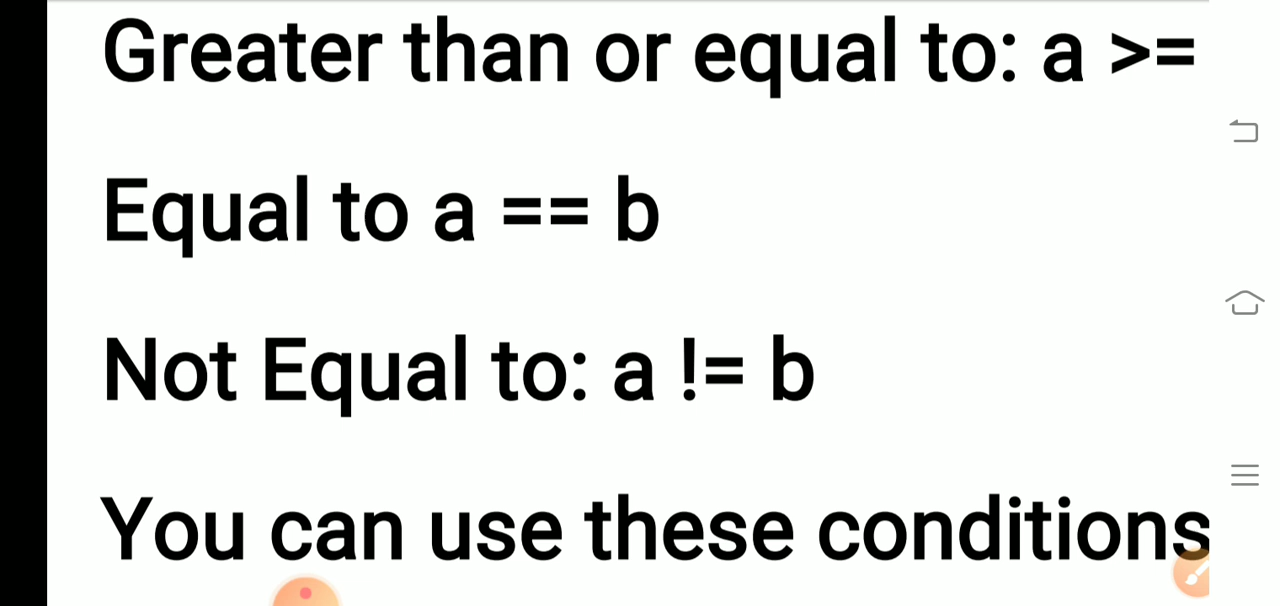 Greater than or equal to: a >=
Equal to a == b
Not Equal to: a != b
You can use these conditions